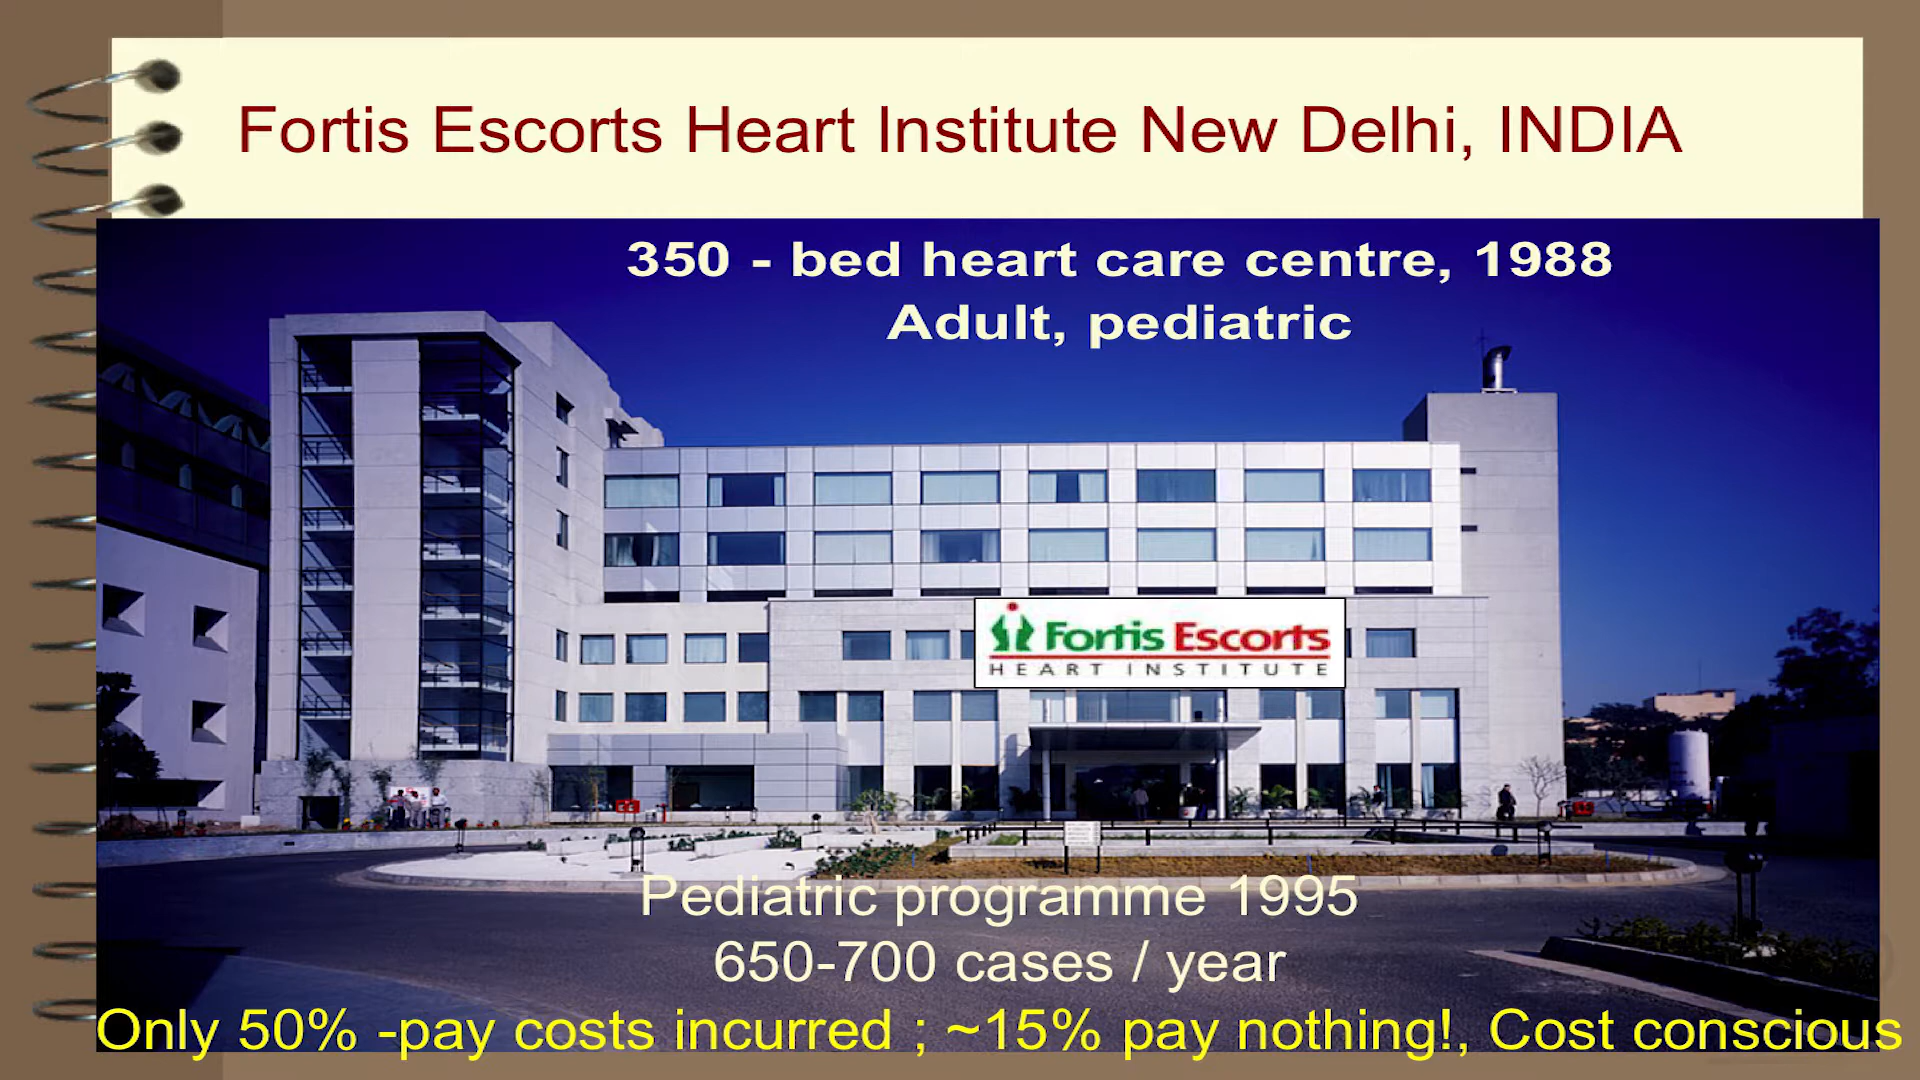 Fortis Escorts Heart Institute New Delhi, INDIA
350 - bed heart care centre, 1988
Adult, pediatric
Fortis Escorts
HEART INSTITUTE
Pediatric programme 1995
650-700 cases / year
Only 50% -pay costs incurred ; ~15% pay nothing!, Cost conscious